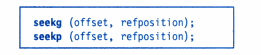 seekg (offset, refposition);
seekp (offset, refposition);